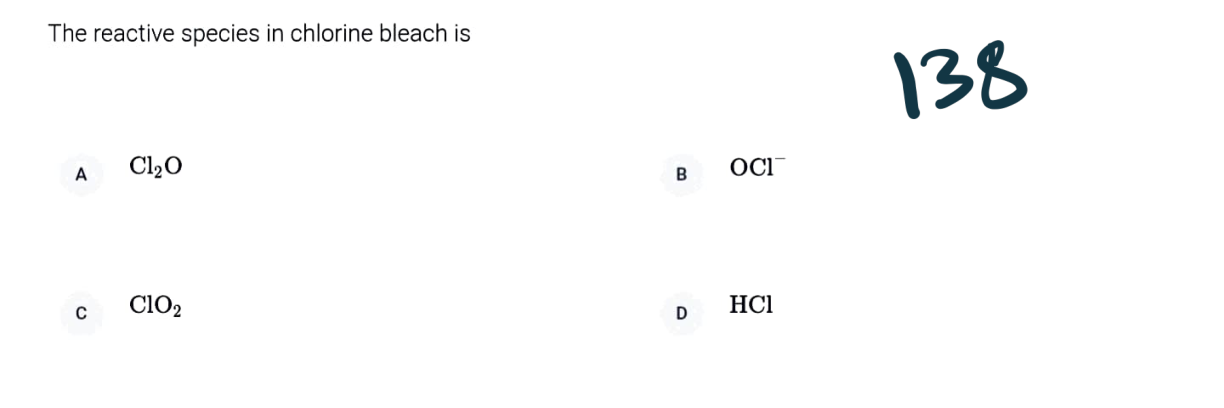 The reactive species in chlorine bleach is
138
A Cl₂O
B OCl⁻
C ClO₂
D HCl